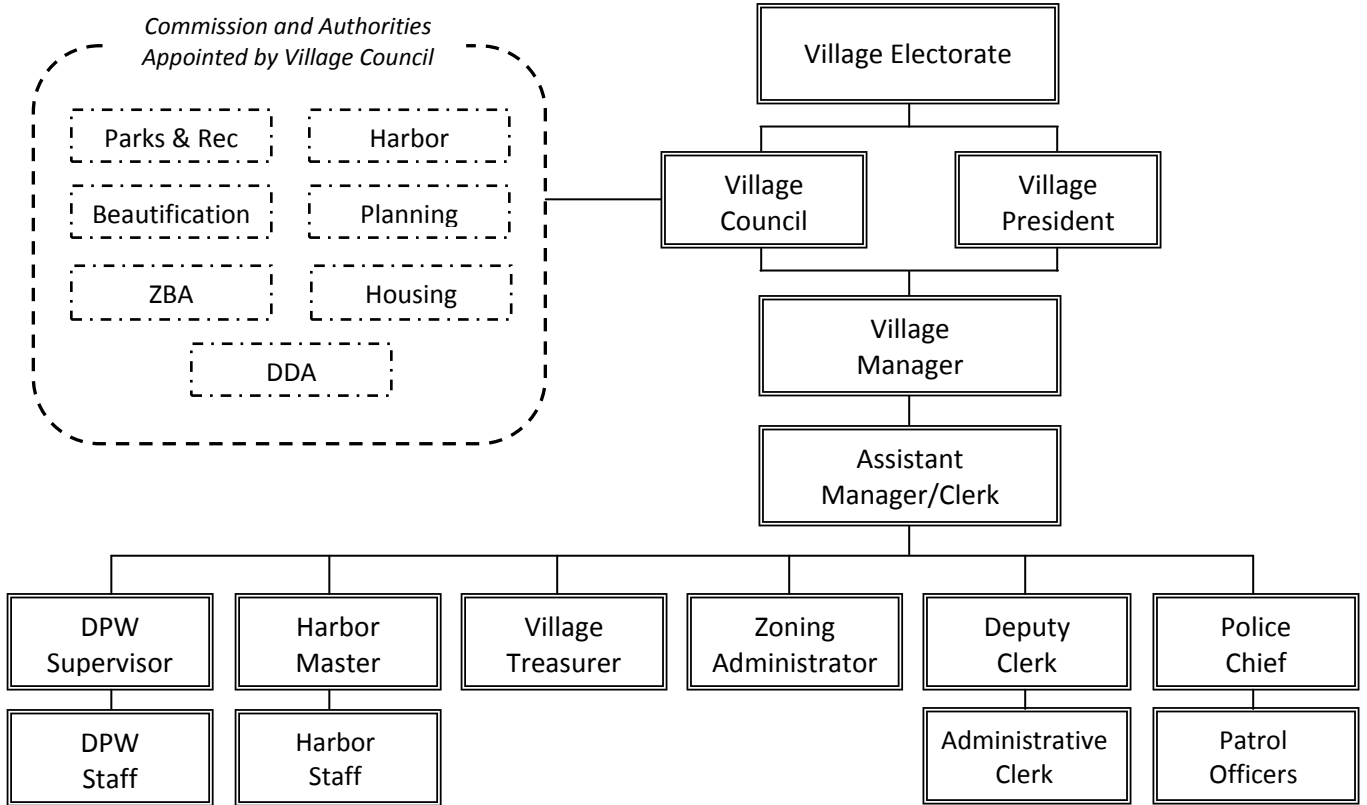 Commission and Authorities
Appointed by Village Council
Parks & Rec
Harbor
Beautification
Planning
ZBA
Housing
DDA
Village Electorate
Village
Council
Village
President
Village
Manager
Assistant
Manager/Clerk
DPW
Supervisor
Harbor
Master
Village
Treasurer
Zoning
Administrator
Deputy
Clerk
Police
Chief
DPW
Staff
Harbor
Staff
Administrative
Clerk
Patrol
Officers